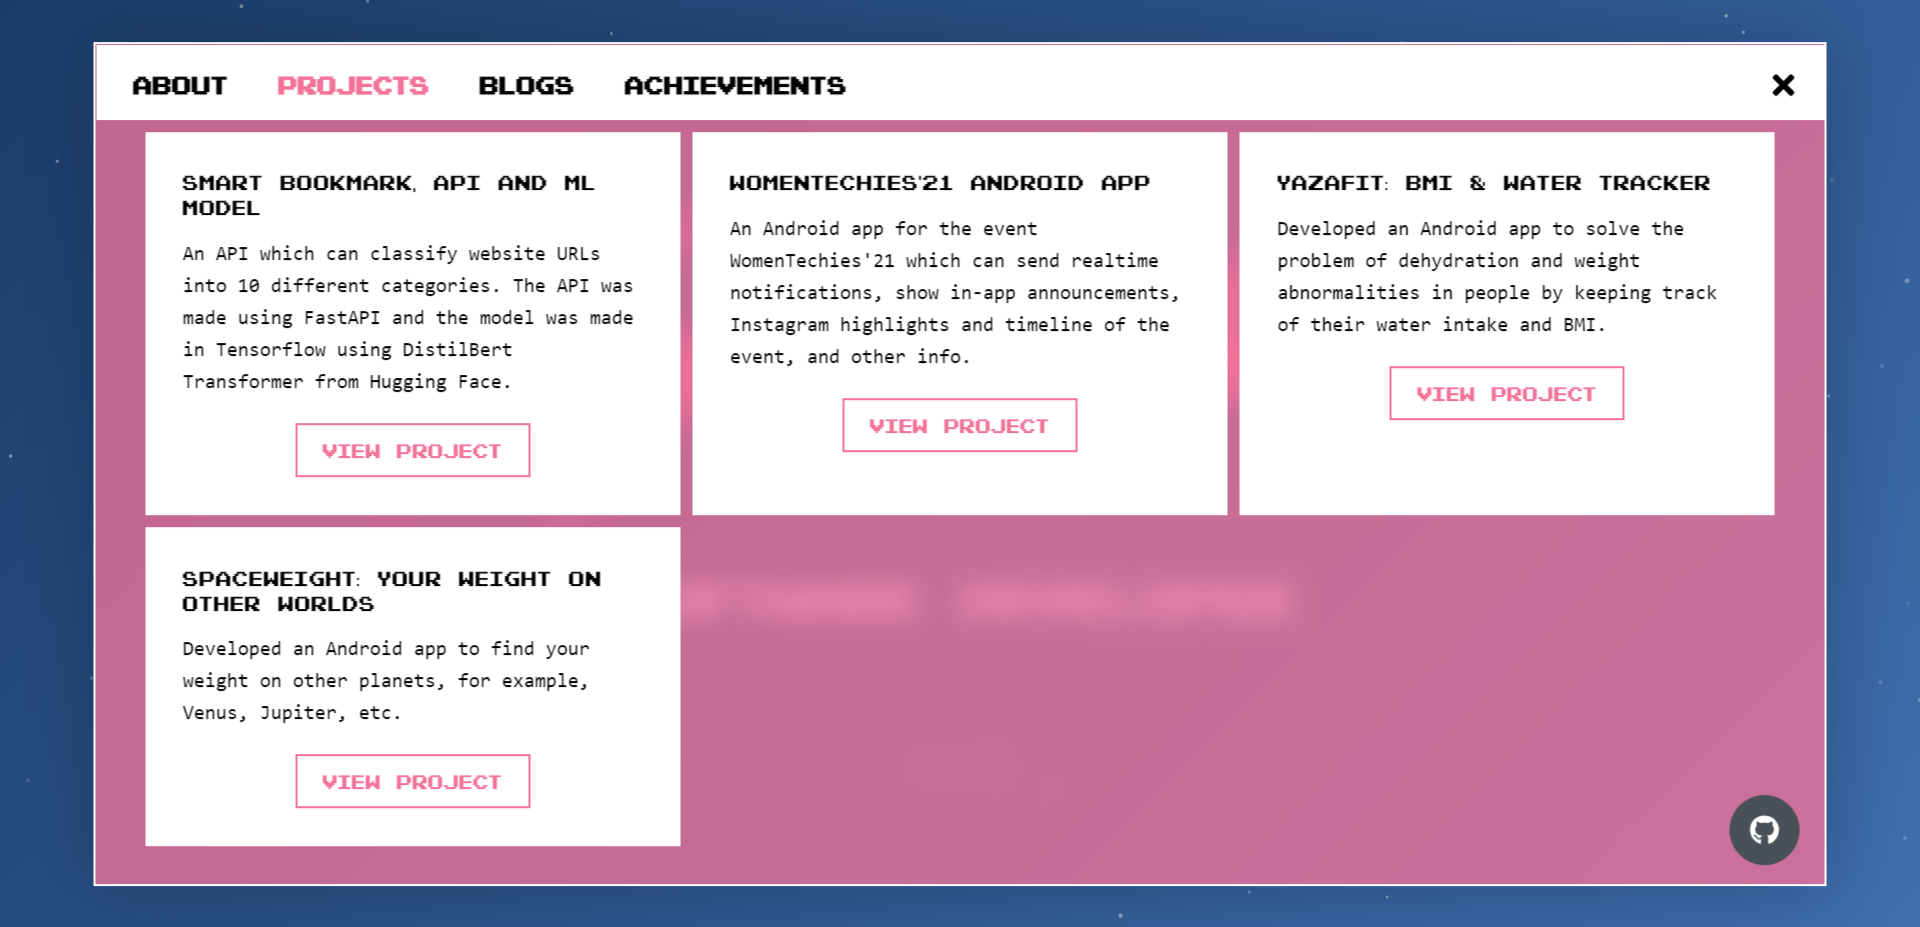 ABOUT PROJECTS BLOGS ACHIEVEMENTS
SMART BOOKMARK, API AND ML
MODEL
An API which can classify website URLs
into 10 different categories. The API was
made using FastAPI and the model was made
in Tensorflow using DistilBert
Transformer from Hugging Face.
VIEW PROJECT
WOMENTECHIES'21 ANDROID APP
An Android app for the event
WomenTechies'21 which can send realtime
notifications, show in-app announcements,
Instagram highlights and timeline of the
event, and other info.
VIEW PROJECT
YAZAFIT: BMI & WATER TRACKER
Developed an Android app to solve the
problem of dehydration and weight
abnormalities in people by keeping track
of their water intake and BMI.
VIEW PROJECT
SPACEWEIGHT: YOUR WEIGHT ON
OTHER WORLDS
Developed an Android app to find your
weight on other planets, for example,
Venus, Jupiter, etc.
VIEW PROJECT
DEVELOPER